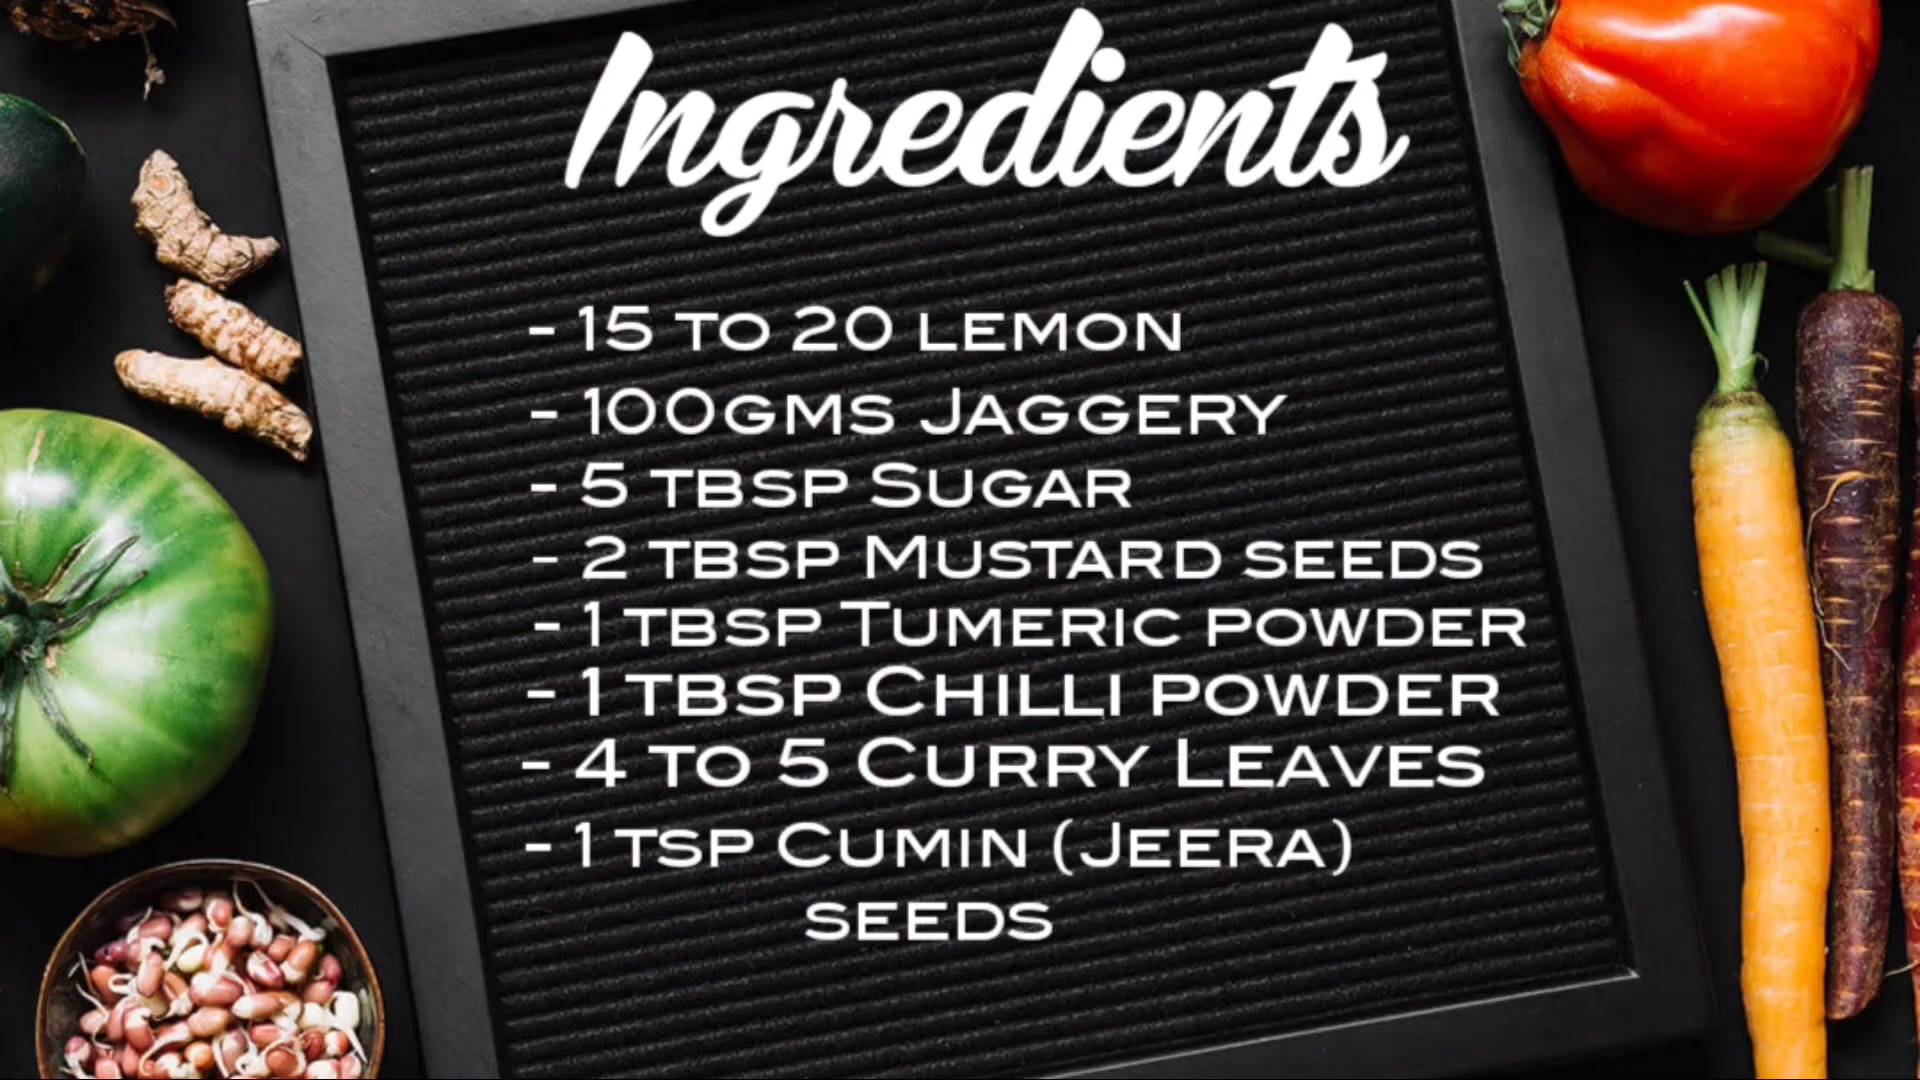 Ingredients
- 15 to 20 lemon
- 100gms Jaggery
- 5 tbsp Sugar
- 2 tbsp Mustard seeds
- 1 tbsp Tumeric powder
- 1 tbsp Chilli powder
- 4 to 5 Curry Leaves
- 1 tsp Cumin (Jeera)
seeds